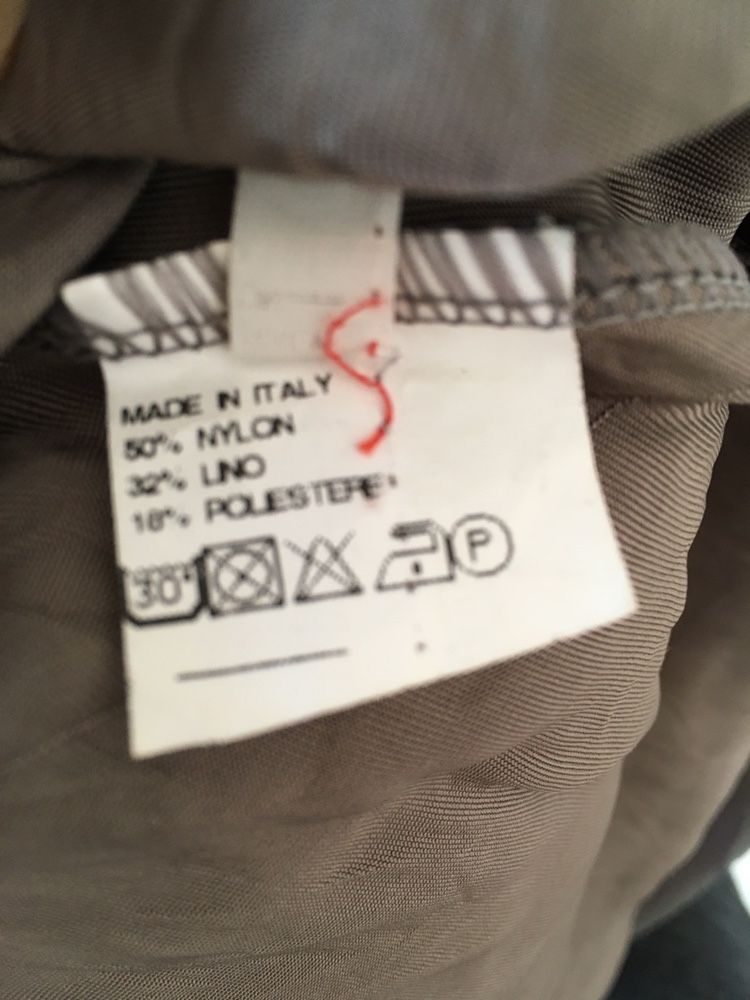 MADE IN ITALY
50% NYLON
32% LINO
18% POLIESTERE
30° P